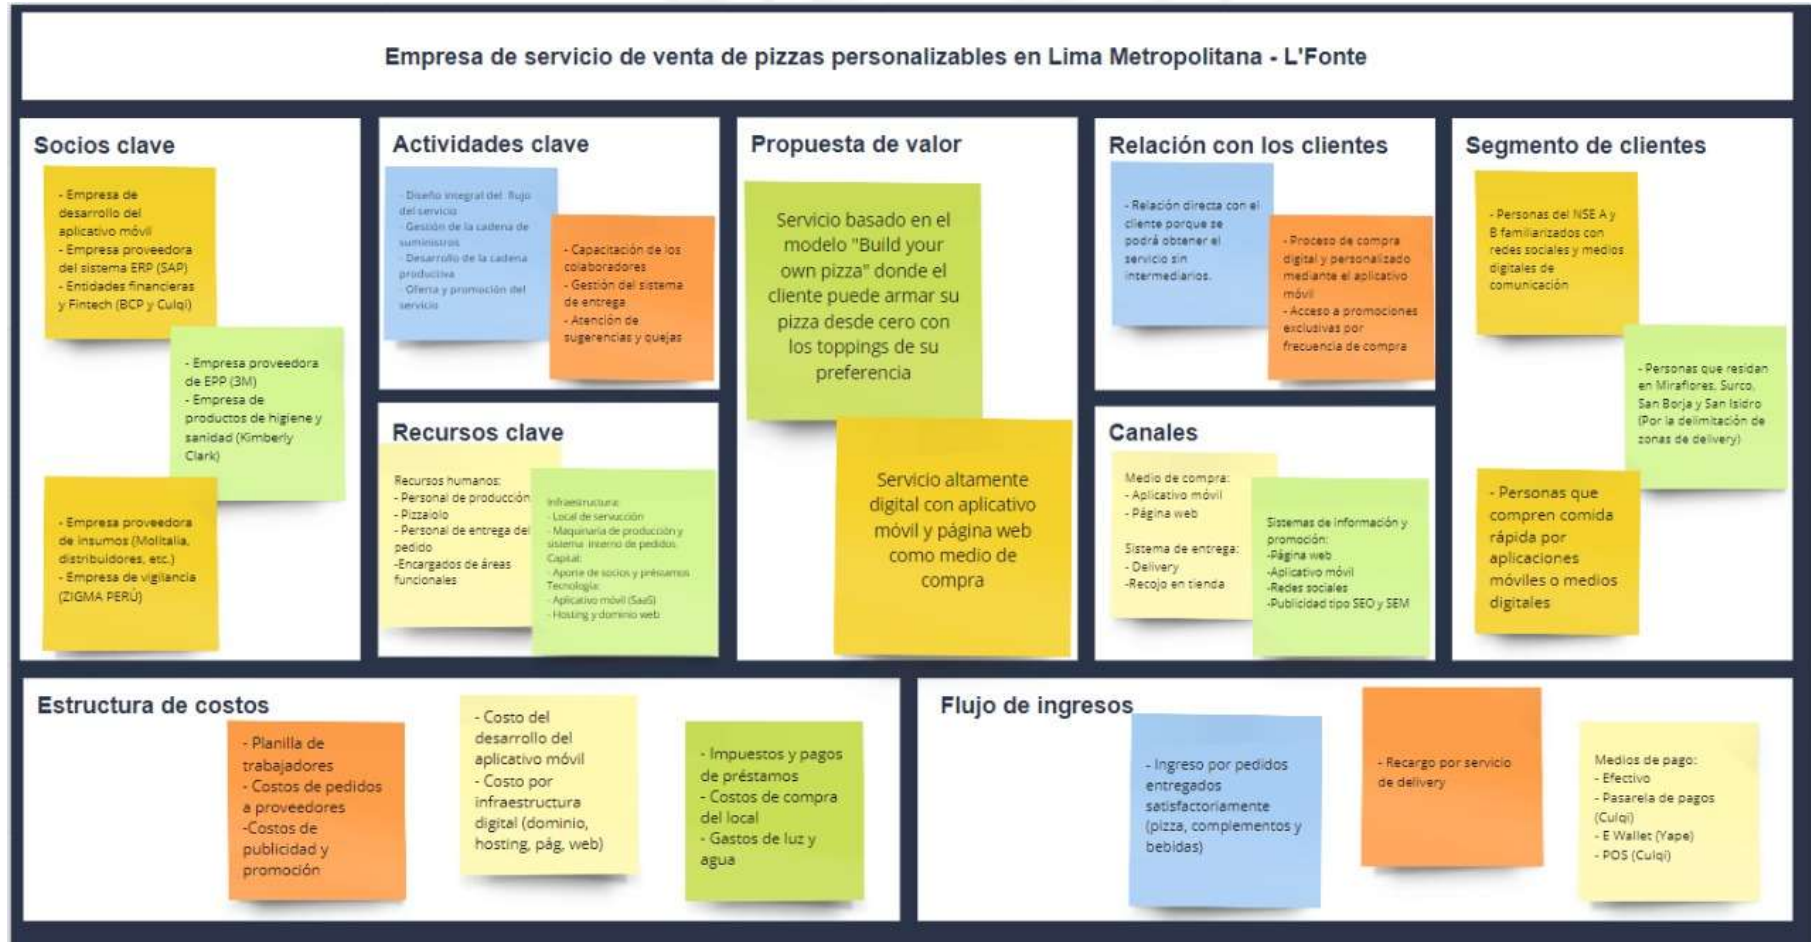 Empresa de servicio de venta de pizzas personalizables en Lima Metropolitana - L'Fonte
Socios clave
- Empresa de
desarrollo del
aplicativo móvil
- Empresa proveedora
del sistema ERP (SAP)
- Entidades financieras
y Fintech (BCP y Culqi)
- Empresa proveedora
de EPP (3M)
- Empresa de
productos de higiene y
sanidad (Kimberly
Clark)
- Empresa proveedora
de insumos (Molitalia,
distribuidores, etc.)
- Empresa de vigilancia
(ZIGMA PERÚ)
Actividades clave
- Diseño integral del flujo
del servicio
- Gestión de la cadena de
suministros
- Desarrollo de la cadena
productiva
- Oferta y promoción del
servicio
- Capacitación de los
colaboradores
- Gestión del sistema
de entrega
- Atención de
sugerencias y quejas
Recursos clave
Recursos humanos:
- Personal de producción
- Pizzaiolo
- Personal de entrega del
pedido
-Encargados de áreas
funcionales
Infraestructura:
- Local de servucción
- Maquinaria de producción y
sistema interno de pedidos
Capital:
- Aporte de socios y préstamos
Tecnología:
- Aplicativo móvil (SaaS)
- Hosting y dominio web
Propuesta de valor
Servicio basado en el
modelo "Build your
own pizza" donde el
cliente puede armar su
pizza desde cero con
los toppings de su
preferencia
Servicio altamente
digital con aplicativo
móvil y página web
como medio de
compra
Relación con los clientes
- Relación directa con el
cliente porque se
podrá obtener el
servicio sin
intermediarios.
- Proceso de compra
digital y personalizado
mediante el aplicativo
móvil
- Acceso a promociones
exclusivas por
frecuencia de compra
Canales
Medio de compra:
- Aplicativo móvil
- Página web
Sistema de entrega:
- Delivery
-Recojo en tienda
Sistemas de información y
promoción:
-Página web
-Aplicativo móvil
-Redes sociales
-Publicidad tipo SEO y SEM
Segmento de clientes
- Personas del NSE A y
B familiarizados con
redes sociales y medios
digitales de
comunicación
- Personas que residan
en Miraflores, Surco,
San Borja y San Isidro
(Por la delimitación de
zonas de delivery)
- Personas que
compren comida
rápida por
aplicaciones
móviles o medios
digitales
Estructura de costos
- Planilla de
trabajadores
- Costos de pedidos
a proveedores
-Costos de
publicidad y
promoción
- Costo del
desarrollo del
aplicativo móvil
- Costo por
infraestructura
digital (dominio,
hosting, pág, web)
- Impuestos y pagos
de préstamos
- Costos de compra
del local
- Gastos de luz y
agua
Flujo de ingresos
- Ingreso por pedidos
entregados
satisfactoriamente
(pizza, complementos y
bebidas)
- Recargo por servicio
de delivery
Medios de pago:
- Efectivo
- Pasarela de pagos
(Culqi)
- E Wallet (Yape)
- POS (Culqi)